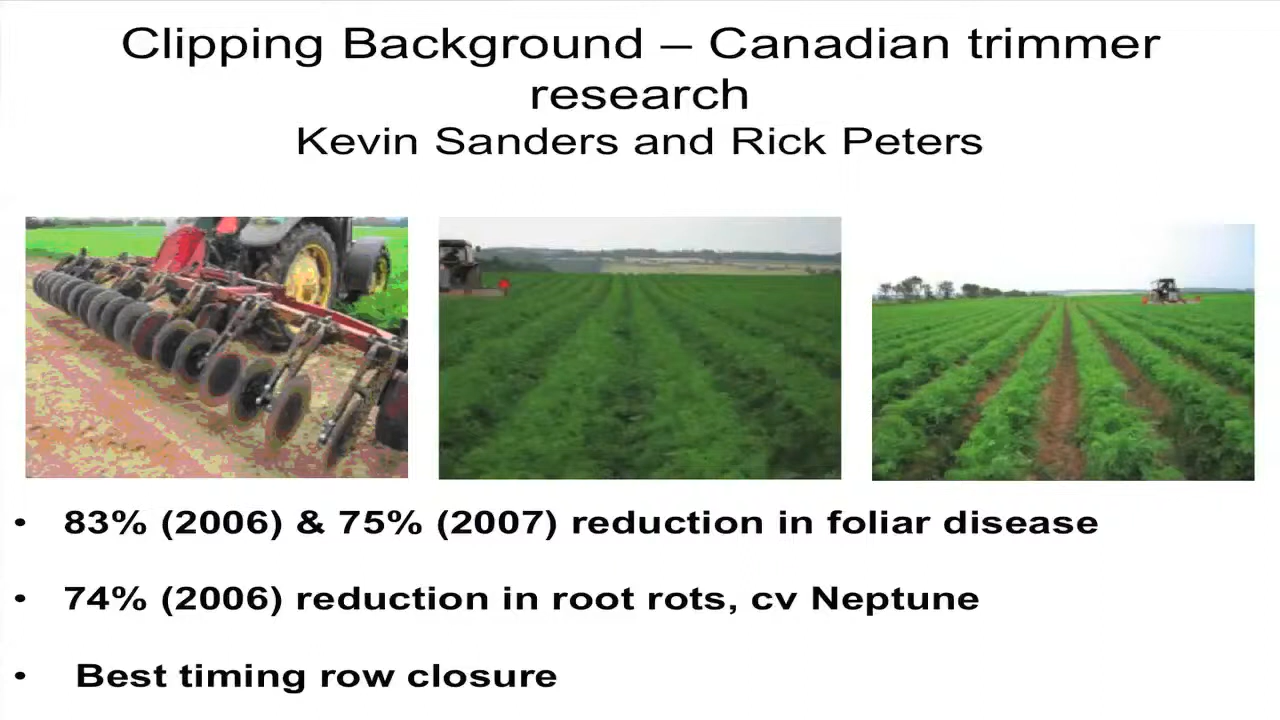 Clipping Background – Canadian trimmer
research
Kevin Sanders and Rick Peters
• 83% (2006) & 75% (2007) reduction in foliar disease
• 74% (2006) reduction in root rots, cv Neptune
• Best timing row closure